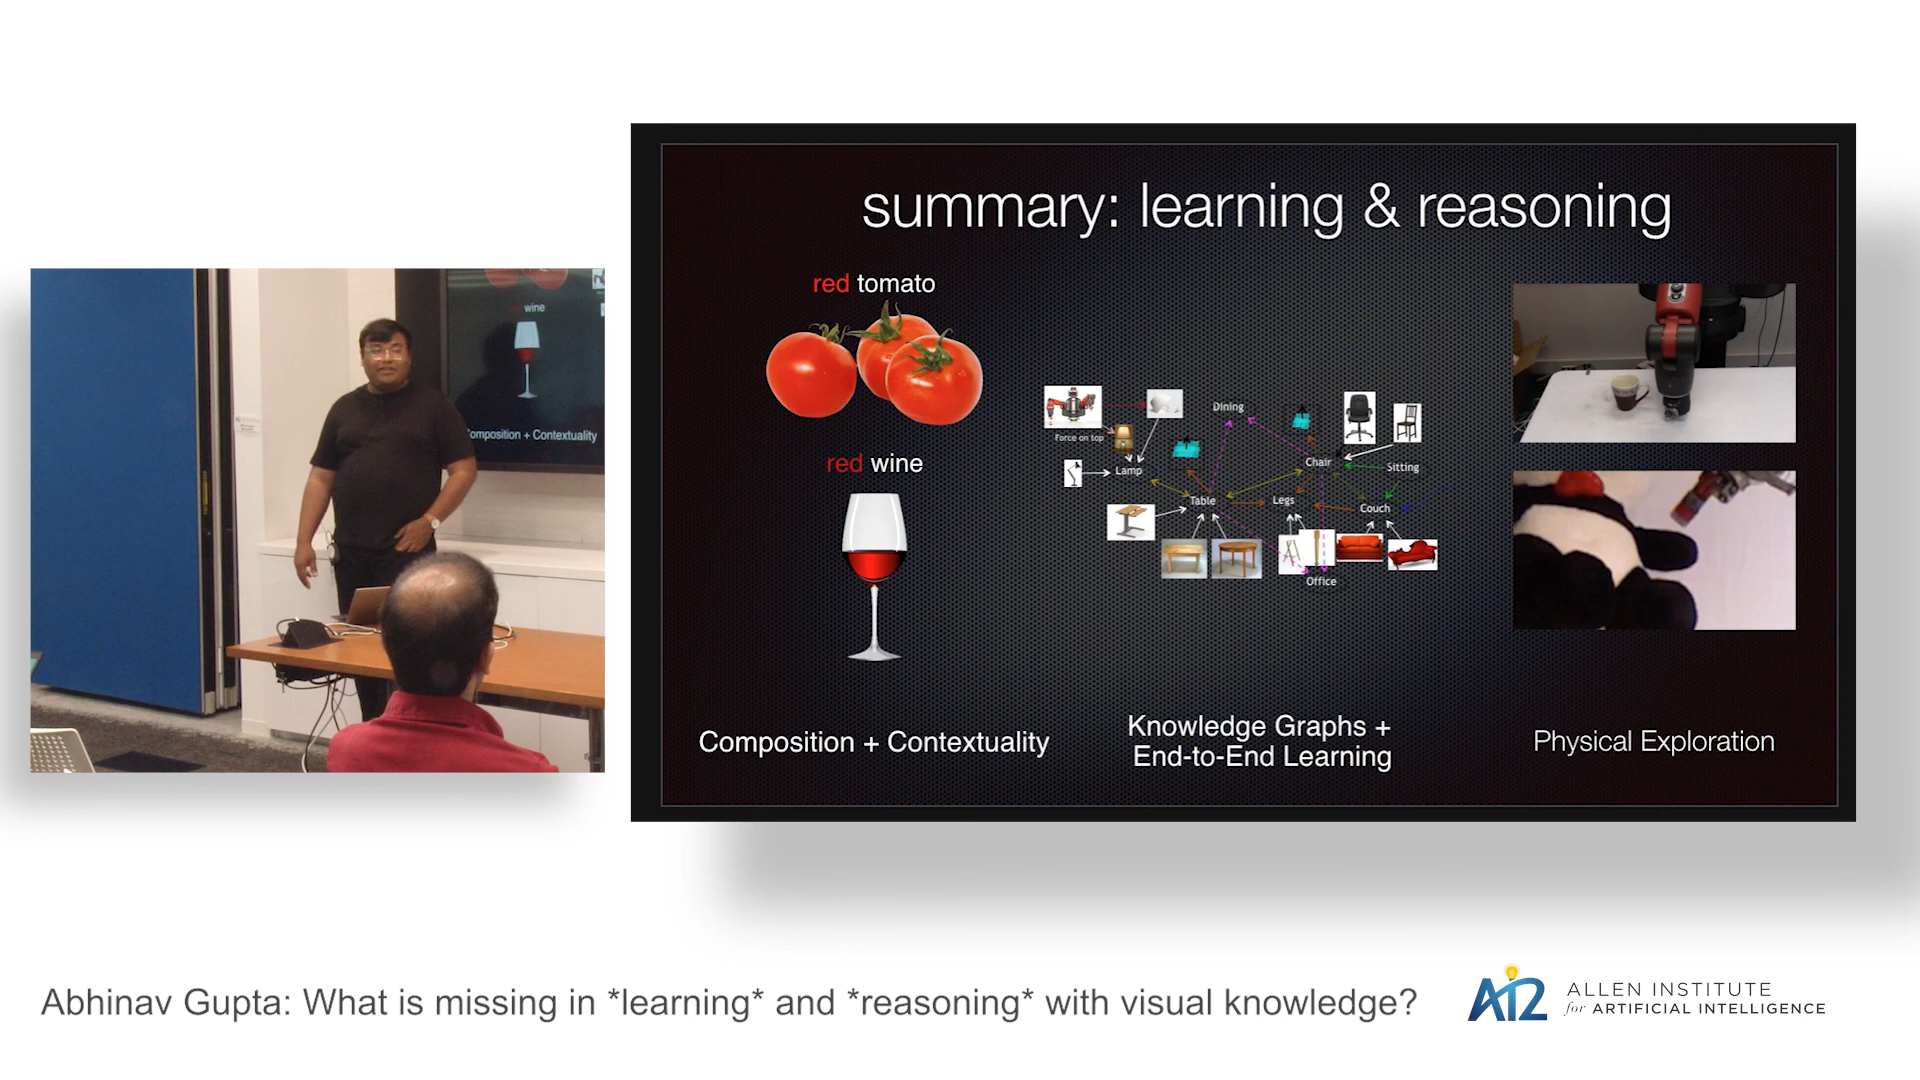 wine
omposition + Contextuality
summary: learning & reasoning
red tomato
red wine
Force on top
Lamp
Dining
Chair
Sitting
Table
Legs
Couch
Office
Composition + Contextuality
Knowledge Graphs +
End-to-End Learning
Physical Exploration
Abhinav Gupta: What is missing in *learning* and *reasoning* with visual knowledge?
AI2
ALLEN INSTITUTE
for ARTIFICIAL INTELLIGENCE